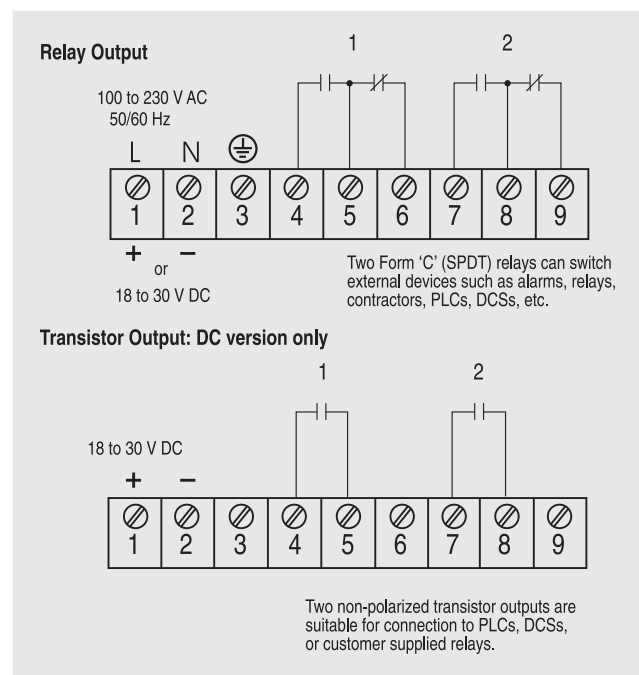 1 2
Relay Output
100 to 230 V AC
50/60 Hz
L N
1 2 3 4 5 6 7 8 9
+ −
or
18 to 30 V DC
Two Form ‘C’ (SPDT) relays can switch
external devices such as alarms, relays,
contractors, PLCs, DCSs, etc.
Transistor Output: DC version only
1 2
18 to 30 V DC
+ −
1 2 3 4 5 6 7 8 9
Two non-polarized transistor outputs are
suitable for connection to PLCs, DCSs,
or customer supplied relays.